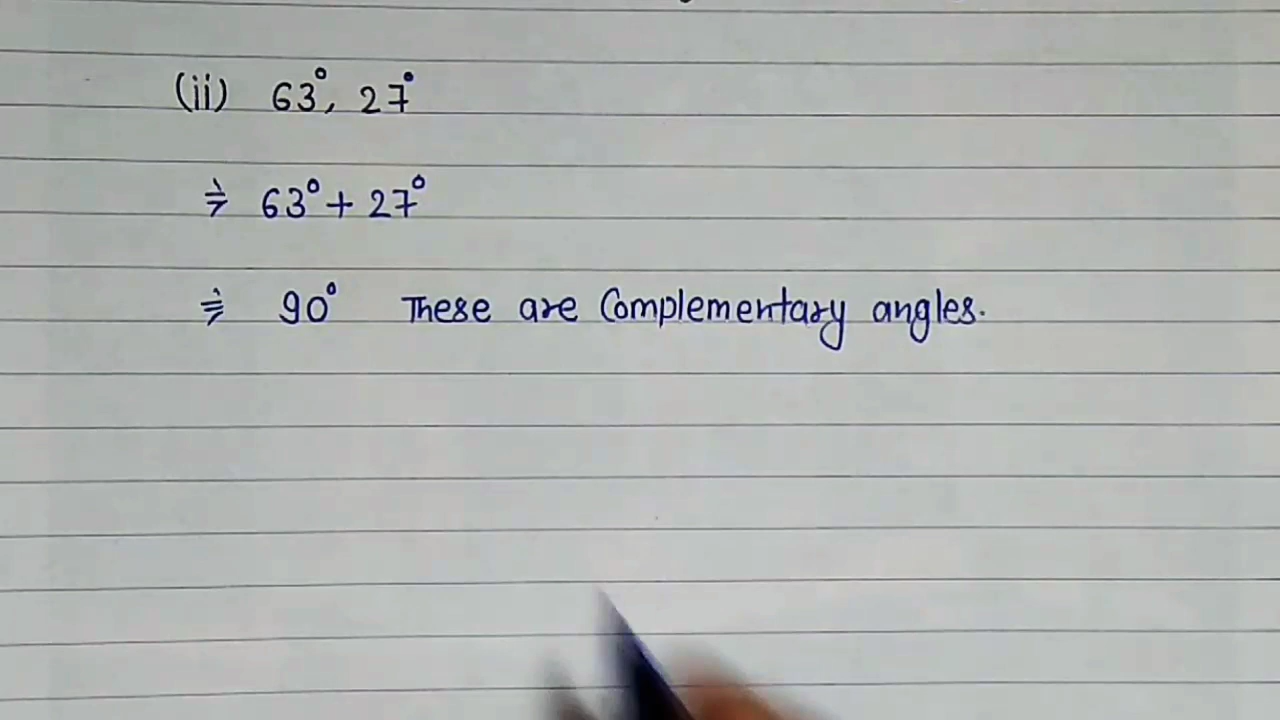 (ii) 63°, 27°
⇒ 63° + 27°
⇒ 90° These are Complementary angles.